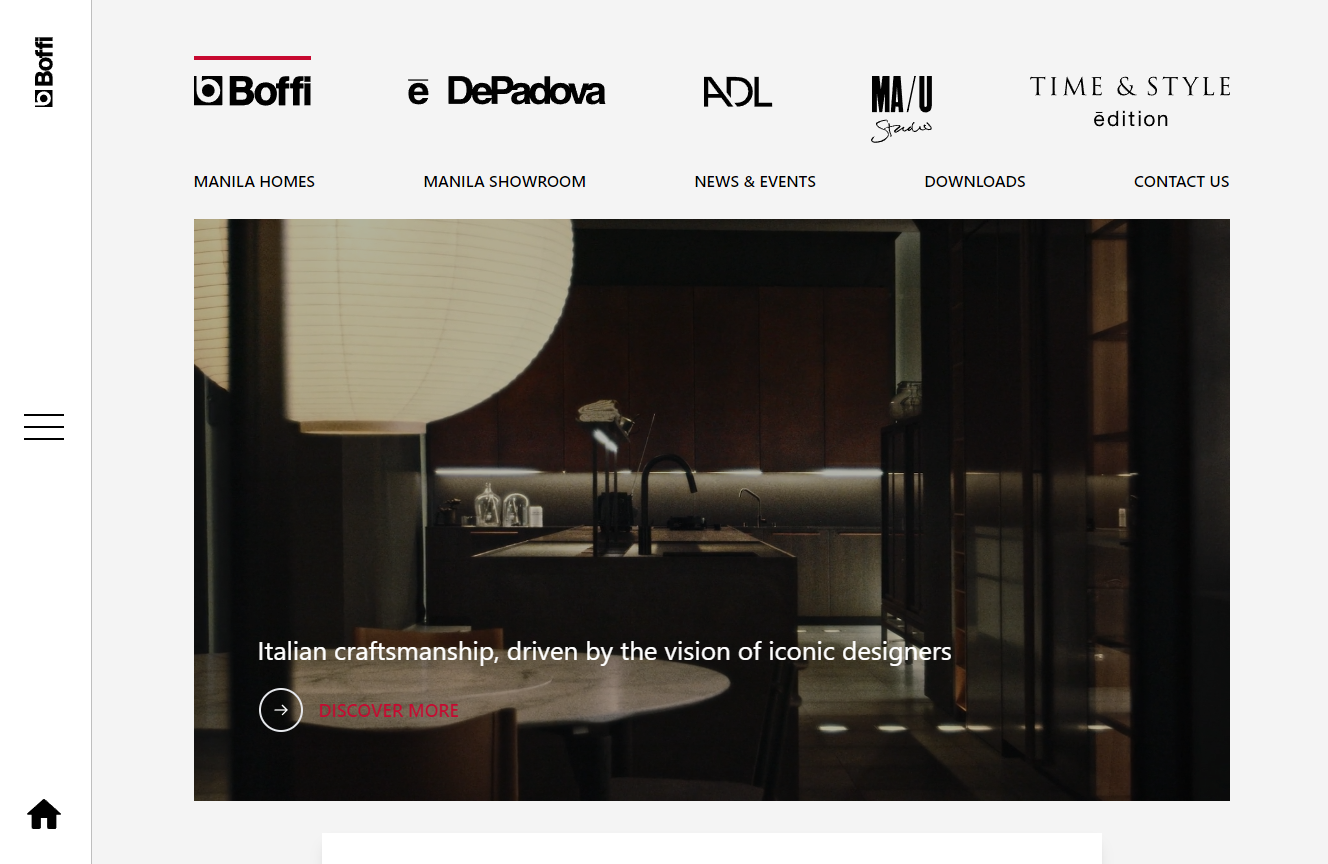 Boffi
Boffi
ē DePadova
ADL
MA/U
Studio
TIME & STYLE
ēdition
MANILA HOMES
MANILA SHOWROOM
NEWS & EVENTS
DOWNLOADS
CONTACT US
Italian craftsmanship, driven by the vision of iconic designers
DISCOVER MORE